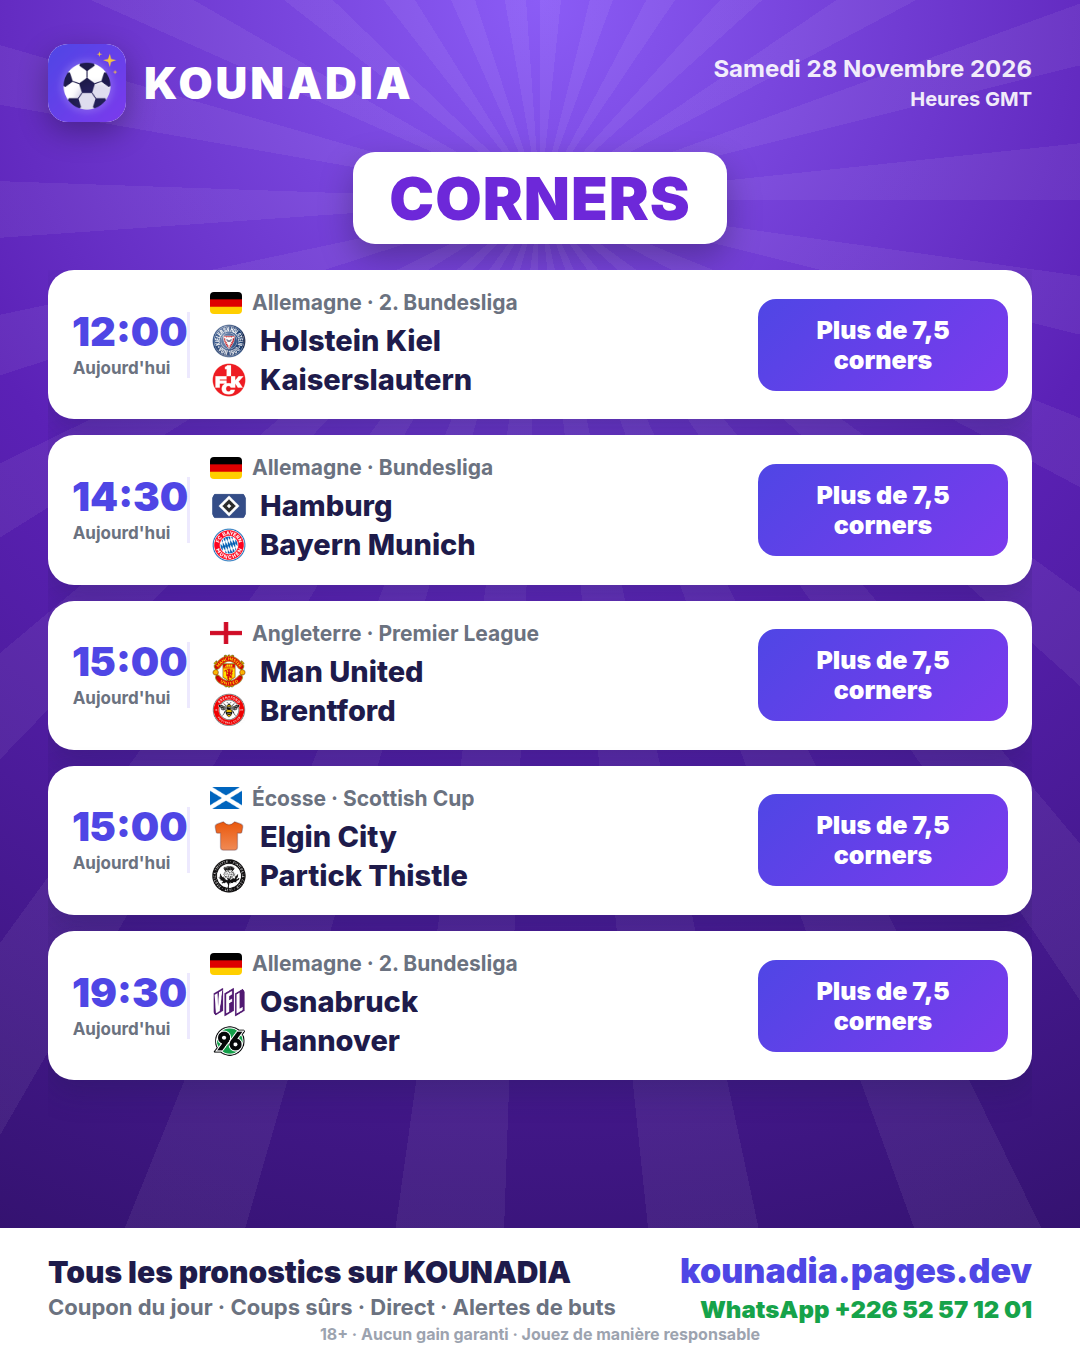 KOUNADIA
Samedi 28 Novembre 2026
Heures GMT
CORNERS
12:00
Aujourd'hui
Allemagne · 2. Bundesliga
Holstein Kiel
Kaiserslautern
Plus de 7,5
corners
14:30
Aujourd'hui
Allemagne · Bundesliga
Hamburg
Bayern Munich
Plus de 7,5
corners
15:00
Aujourd'hui
Angleterre · Premier League
Man United
Brentford
Plus de 7,5
corners
15:00
Aujourd'hui
Écosse · Scottish Cup
Elgin City
Partick Thistle
Plus de 7,5
corners
19:30
Aujourd'hui
Allemagne · 2. Bundesliga
VFL
Osnabruck
96
Hannover
Plus de 7,5
corners
Tous les pronostics sur KOUNADIA
kounadia.pages.dev
Coupon du jour · Coups sûrs · Direct · Alertes de buts
WhatsApp +226 52 57 12 01
18+ · Aucun gain garanti · Jouez de manière responsable